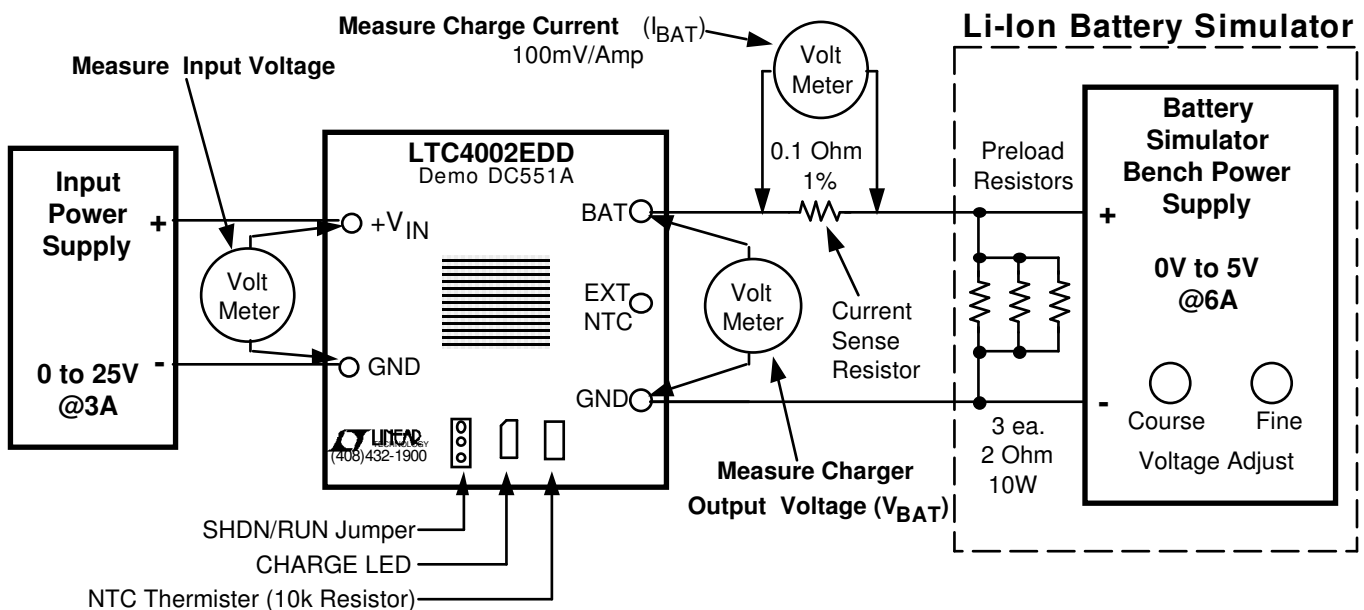 Measure Charge Current (IBAT)
100mV/Amp
Measure Input Voltage
Volt
Meter
Li-Ion Battery Simulator
Input
Power
Supply
+
-
0 to 25V
@3A
Volt
Meter
LTC4002EDD
Demo DC551A
+VIN
GND
BAT
EXT
NTC
GND
LINEAR
TECHNOLOGY
(408)432-1900
0.1 Ohm
1%
Volt
Meter
Current
Sense
Resistor
Preload
Resistors
3 ea.
2 Ohm
10W
Battery
Simulator
Bench Power
Supply
+
0V to 5V
@6A
-
Course
Fine
Voltage Adjust
Measure Charger
Output Voltage (VBAT)
SHDN/RUN Jumper
CHARGE LED
NTC Thermister (10k Resistor)